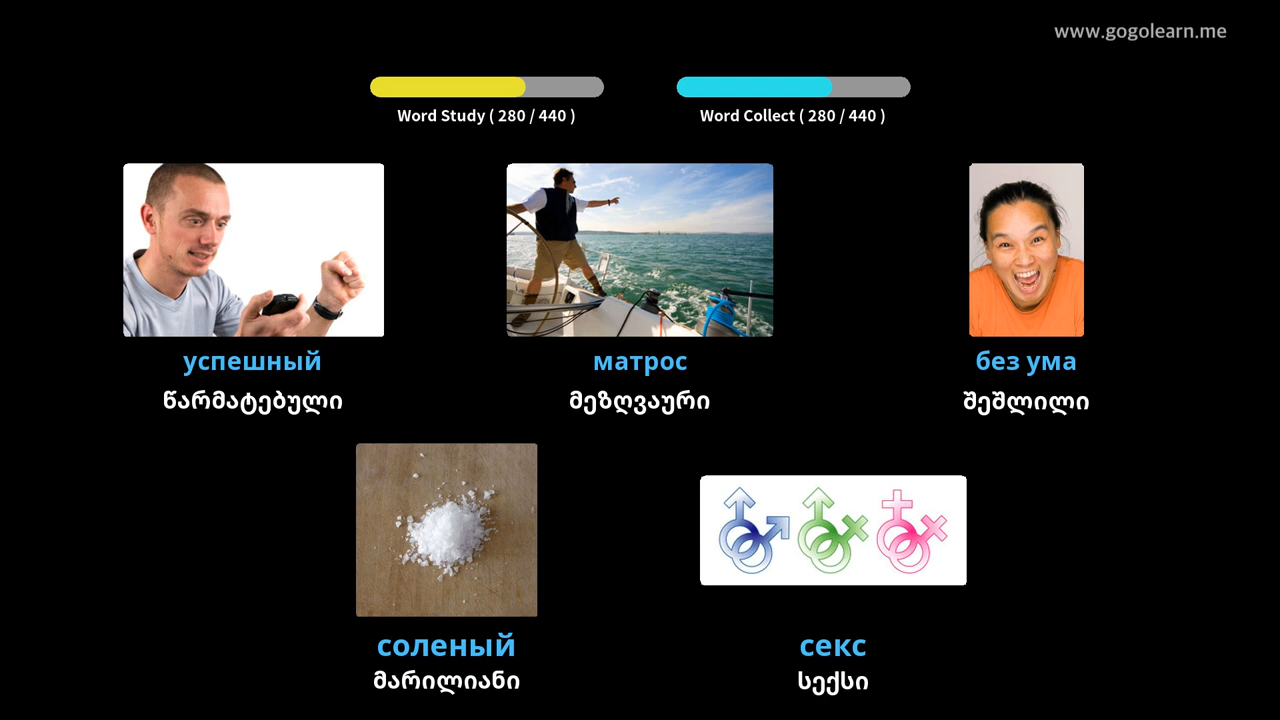 www.gogolearn.me
Word Study ( 280 / 440 )
Word Collect ( 280 / 440 )
успешный
матрос
без ума
წარმატებული
მეზღვაური
შეშლილი
соленый
секс
მარილიანი
სექსი